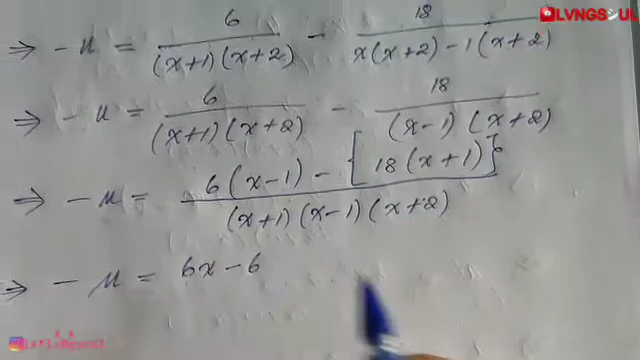 LVNGSOUL
⇒ -u = 6/((x+1)(x+2)) - 18/(x(x+2)-1(x+2))
⇒ -u = 6/((x+1)(x+2)) - 18/((x-1)(x+2))
⇒ -u = (6(x-1) - [18(x+1)}])/((x+1)(x-1)(x+2))
⇒ -u = 6x-6